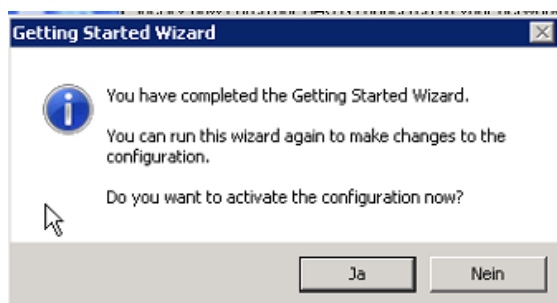 Getting Started Wizard
You have completed the Getting Started Wizard.
You can run this wizard again to make changes to the
configuration.
Do you want to activate the configuration now?
Ja
Nein